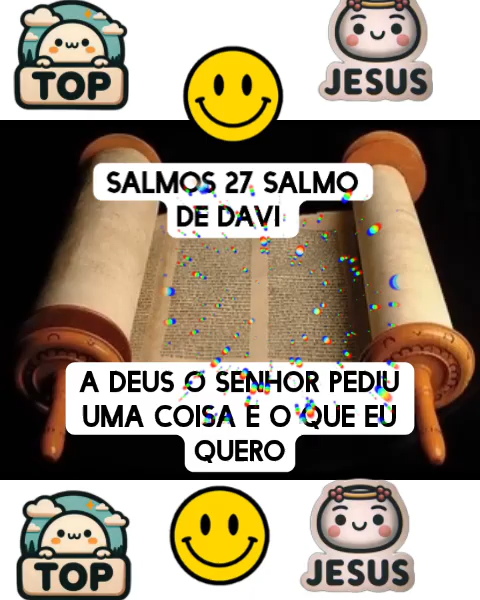 TOP
JESUS
SALMOS 27 SALMO
DE DAVI
A DEUS O SENHOR PEDIU
UMA COISA E O QUE EU
QUERO
TOP
JESUS